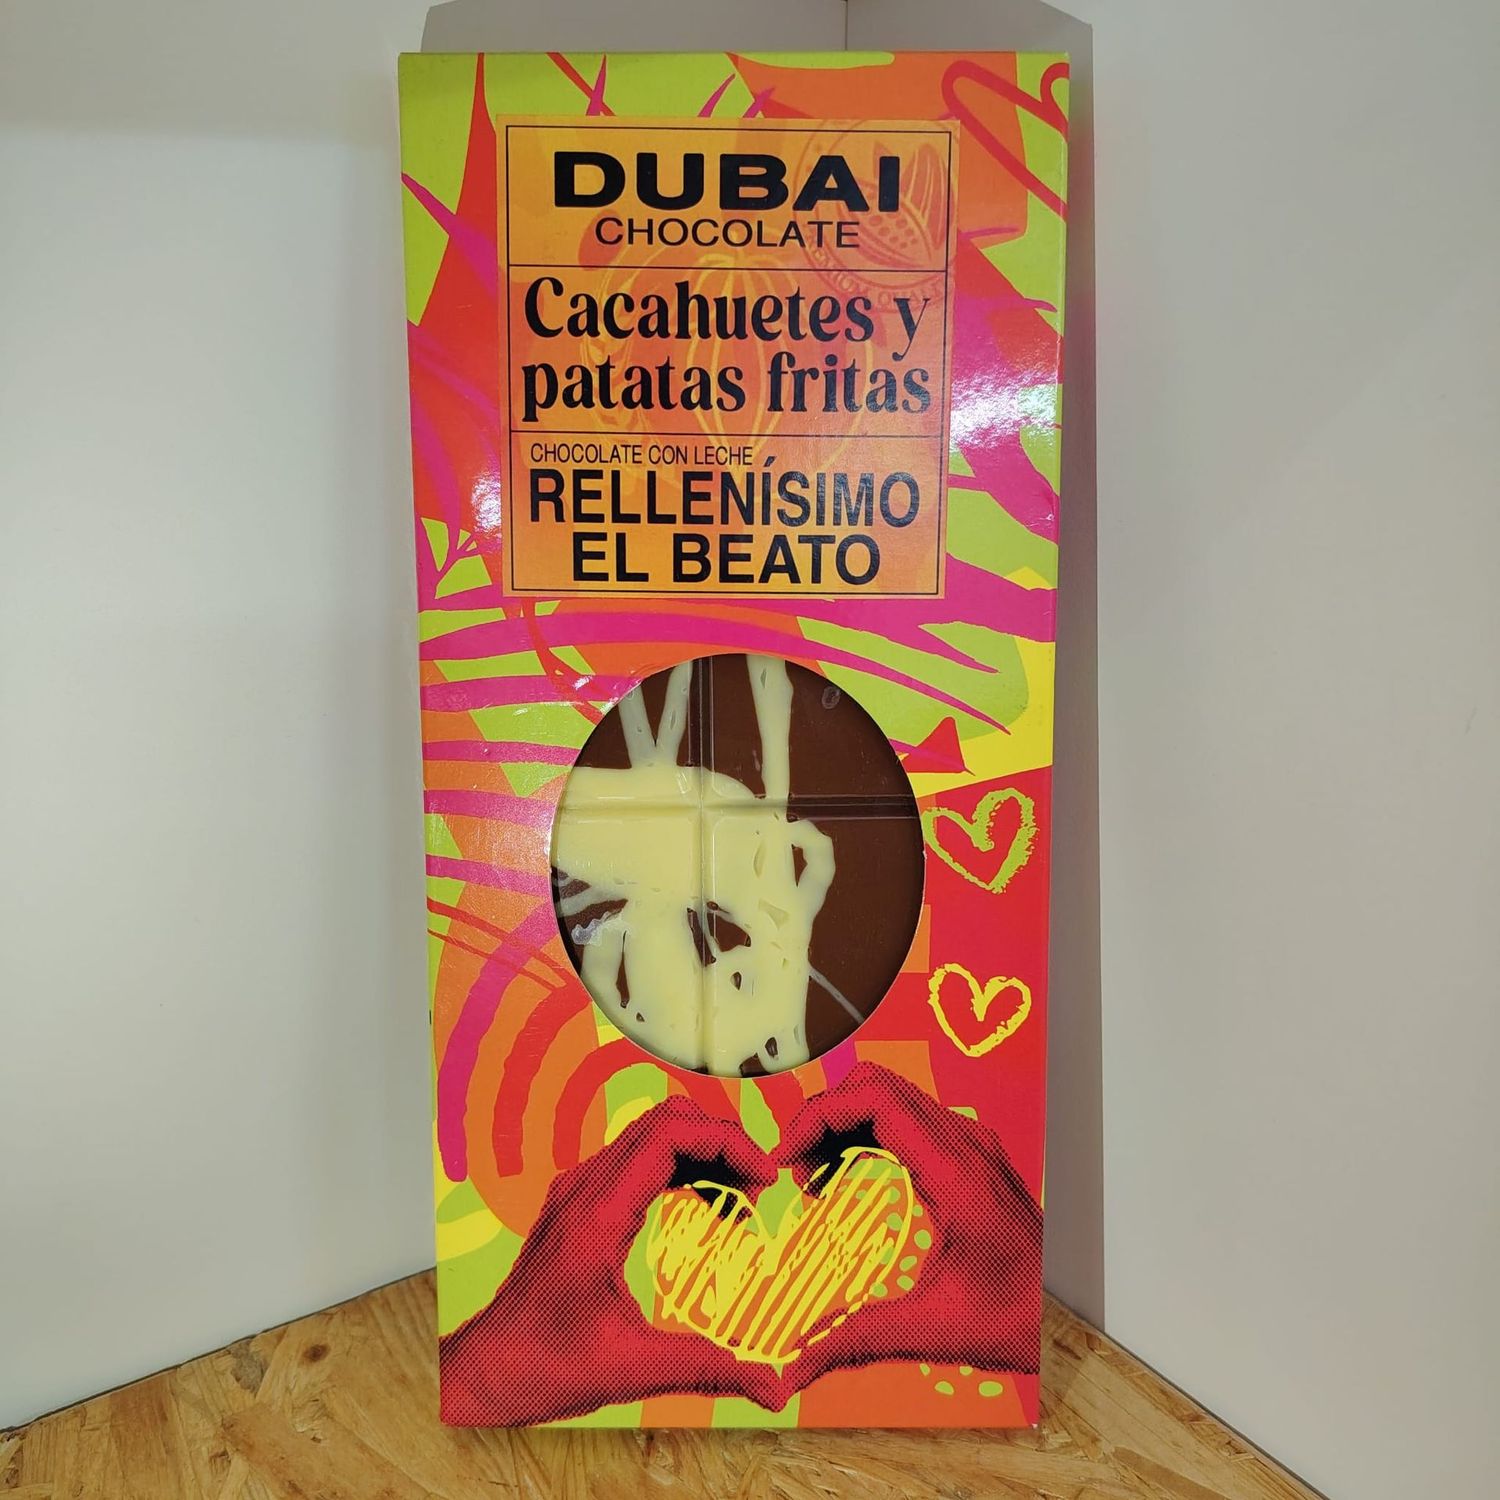 DUBAI
CHOCOLATE
Cacahuetes y
patatas fritas
CHOCOLATE CON LECHE
RELLENÍSIMO
EL BEATO